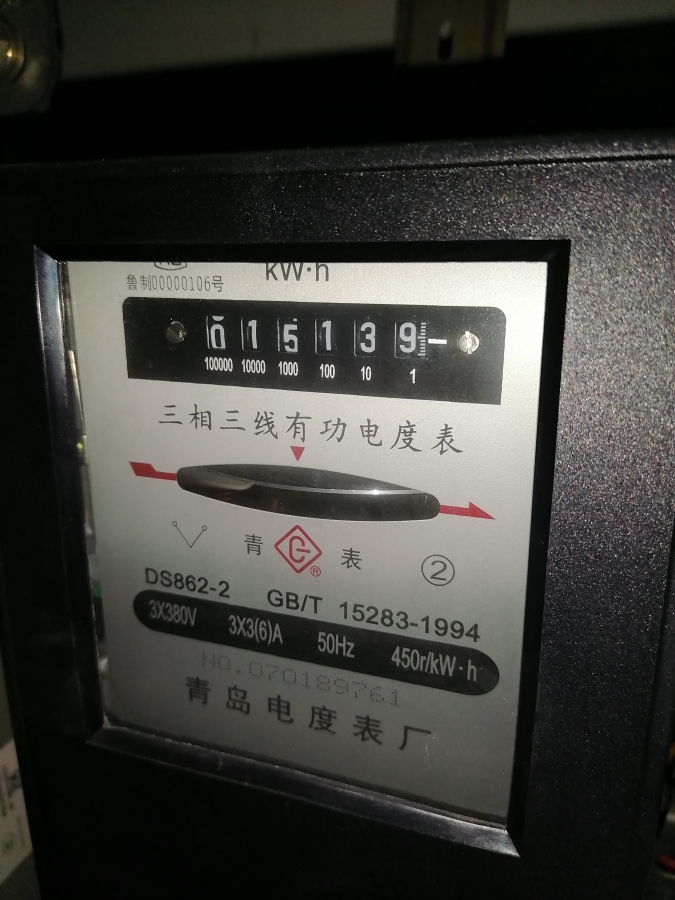 kW·h
鲁制00000106号
0 1 5 1 3 9
100000 10000 1000 100 10 1
三相三线有功电度表
青 表 ②
®
DS862-2 GB/T 15283-1994
3X380V 3X3(6)A 50Hz 450r/kW·h
NO.070189761
青岛电度表厂